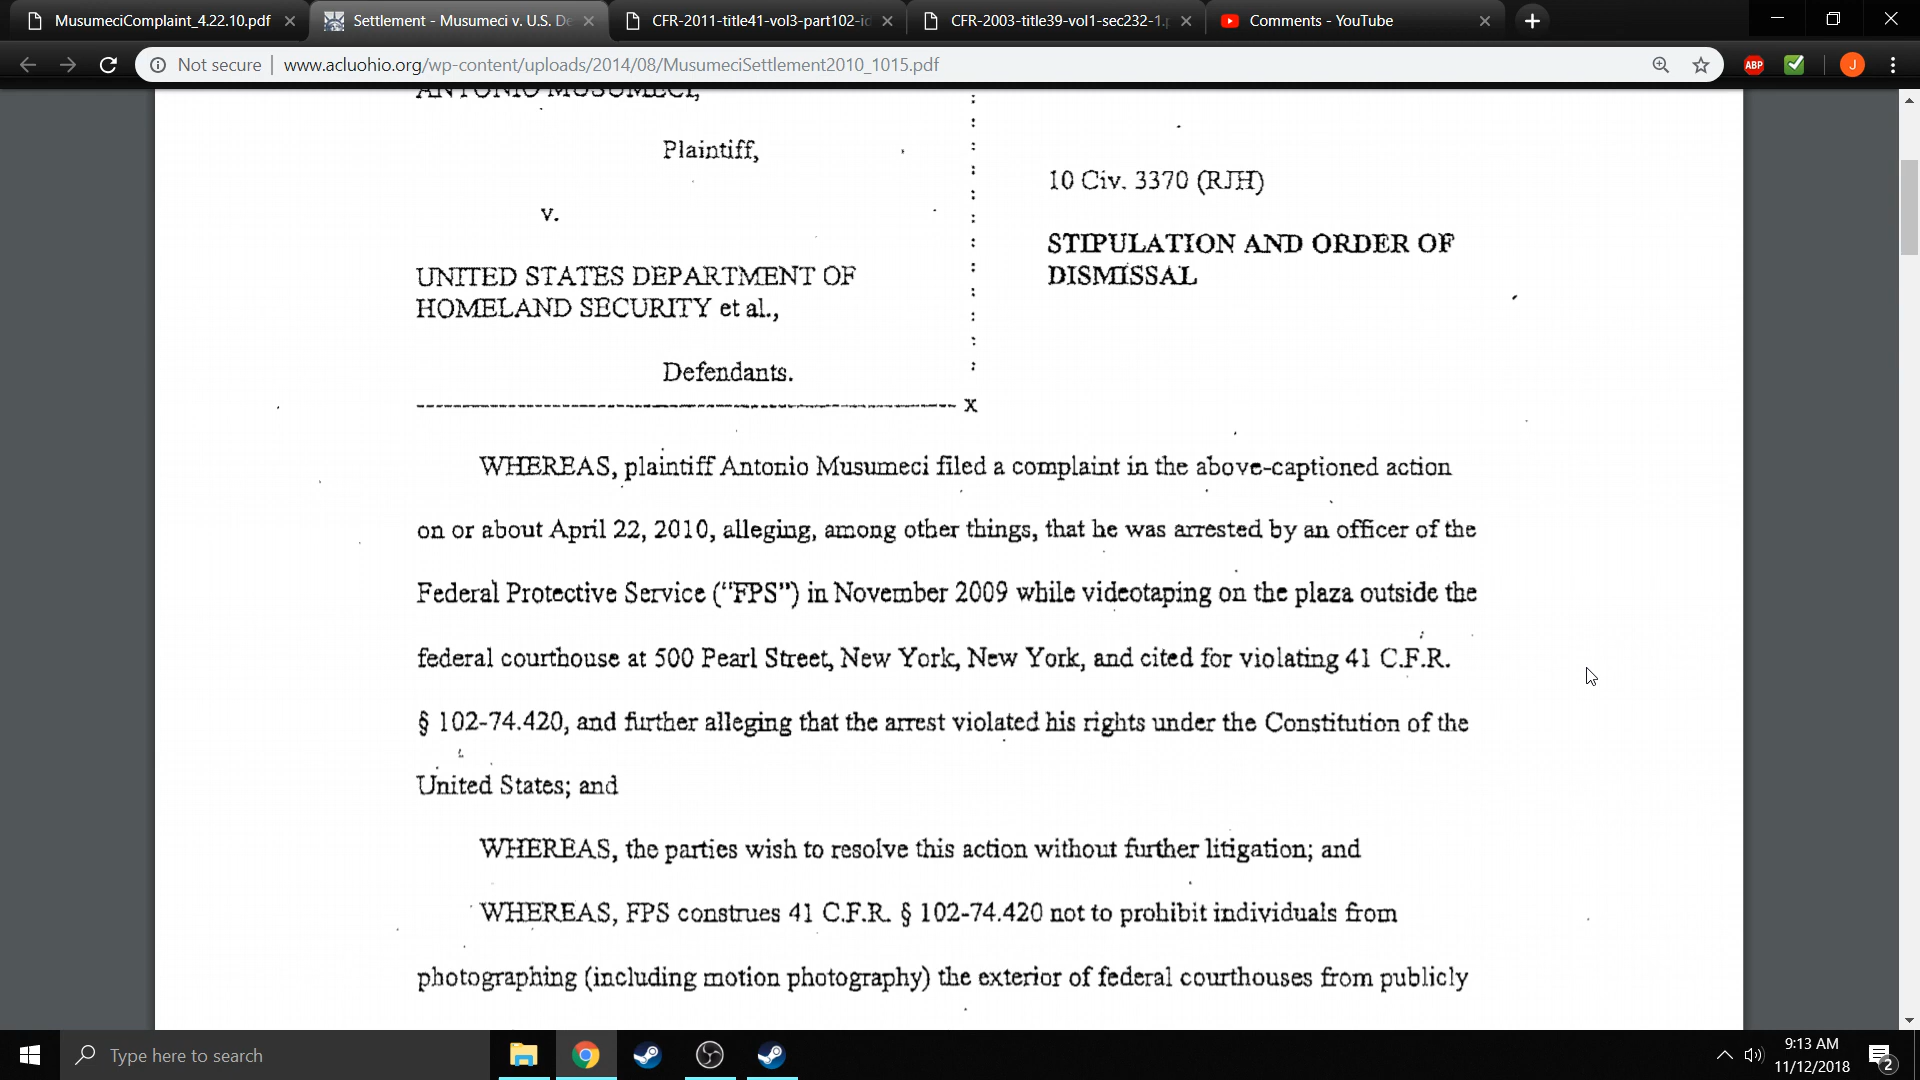 MusumeciComplaint_4.22.10.pdf
Settlement - Musumeci v. U.S. De
CFR-2011-title41-vol3-part102-id
CFR-2003-title39-vol1-sec232-1.p
Comments - YouTube
Not secure | www.acluohio.org/wp-content/uploads/2014/08/MusumeciSettlement2010_1015.pdf
ABP
J
ANTONIO MUSUMECI,
Plaintiff,
10 Civ. 3370 (RJH)
v.
STIPULATION AND ORDER OF
DISMISSAL
UNITED STATES DEPARTMENT OF
HOMELAND SECURITY et al.,
Defendants.
x
WHEREAS, plaintiff Antonio Musumeci filed a complaint in the above-captioned action
on or about April 22, 2010, alleging, among other things, that he was arrested by an officer of the
Federal Protective Service ("FPS") in November 2009 while videotaping on the plaza outside the
federal courthouse at 500 Pearl Street, New York, New York, and cited for violating 41 C.F.R.
§ 102-74.420, and further alleging that the arrest violated his rights under the Constitution of the
United States; and
WHEREAS, the parties wish to resolve this action without further litigation; and
WHEREAS, FPS construes 41 C.F.R. § 102-74.420 not to prohibit individuals from
photographing (including motion photography) the exterior of federal courthouses from publicly
Type here to search
9:13 AM
11/12/2018
2